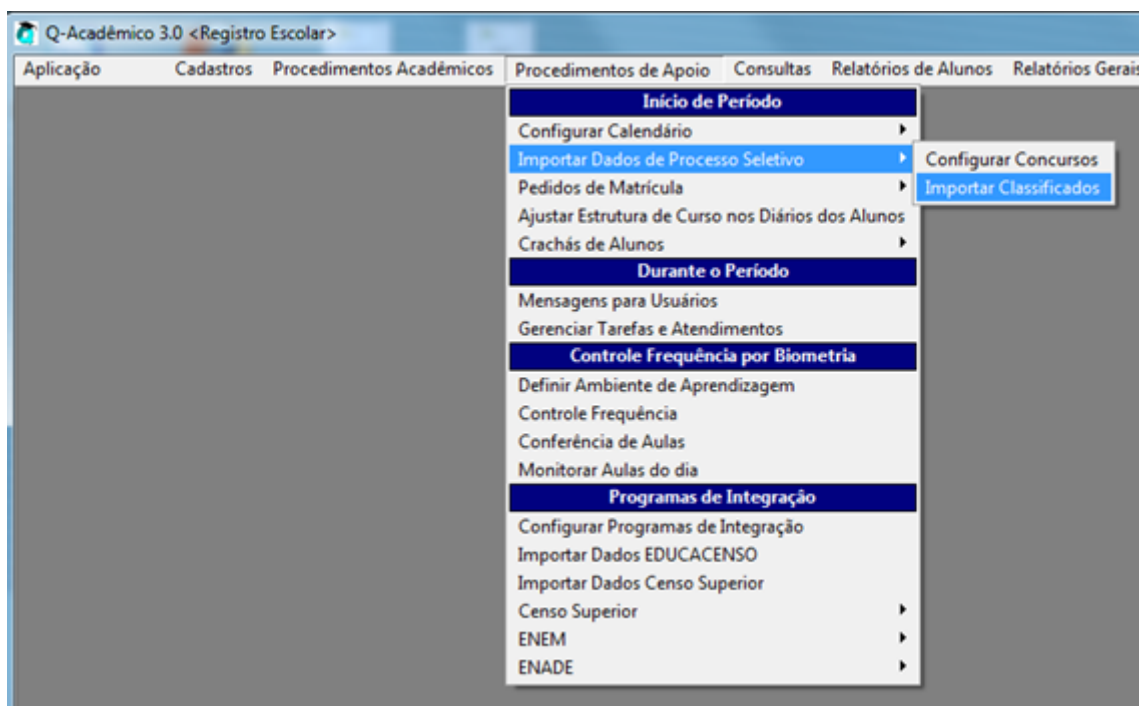 Q-Acadêmico 3.0 <Registro Escolar>
Aplicação Cadastros Procedimentos Acadêmicos Procedimentos de Apoio Consultas Relatórios de Alunos Relatórios Gerais
Início de Período
Configurar Calendário
Importar Dados de Processo Seletivo
Configurar Concursos
Importar Classificados
Pedidos de Matrícula
Ajustar Estrutura de Curso nos Diários dos Alunos
Crachás de Alunos
Durante o Período
Mensagens para Usuários
Gerenciar Tarefas e Atendimentos
Controle Frequência por Biometria
Definir Ambiente de Aprendizagem
Controle Frequência
Conferência de Aulas
Monitorar Aulas do dia
Programas de Integração
Configurar Programas de Integração
Importar Dados EDUCACENSO
Importar Dados Censo Superior
Censo Superior
ENEM
ENADE